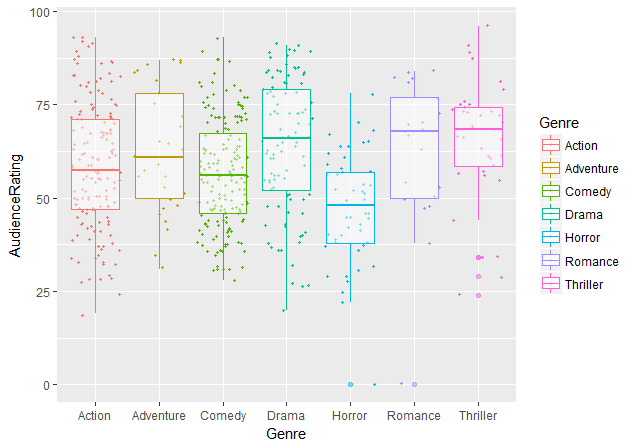 100
75
50
25
0
AudienceRating
Action Adventure Comedy Drama Horror Romance Thriller
Genre
Genre
Action
Adventure
Comedy
Drama
Horror
Romance
Thriller